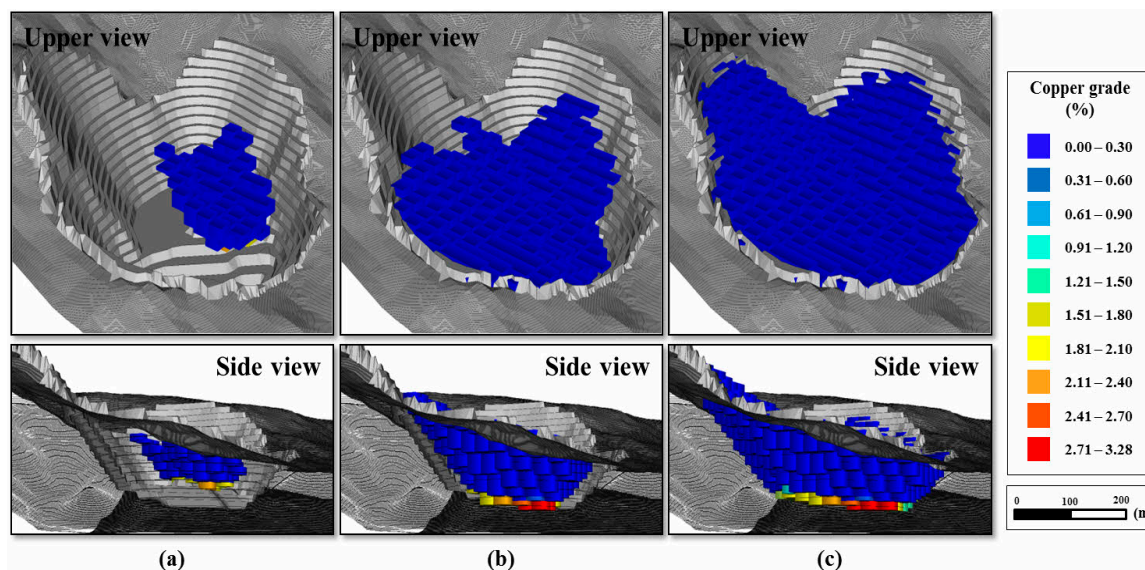 Upper view
Upper view
Upper view
Side view
Side view
Side view
(a)
(b)
(c)
Copper grade
(%)
0.00 – 0.30
0.31 – 0.60
0.61 – 0.90
0.91 – 1.20
1.21 – 1.50
1.51 – 1.80
1.81 – 2.10
2.11 – 2.40
2.41 – 2.70
2.71 – 3.28
0 100 200
(m